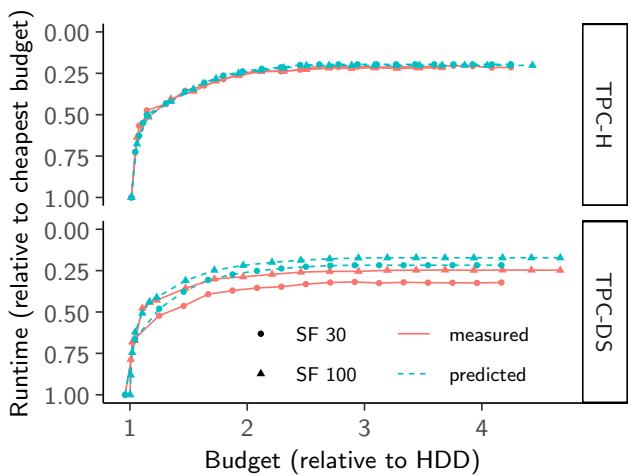 Runtime (relative to cheapest budget)
0.00
0.25
0.50
0.75
1.00
TPC-H
0.00
0.25
0.50
0.75
1.00
TPC-DS
SF 30
measured
SF 100
predicted
1
2
3
4
Budget (relative to HDD)